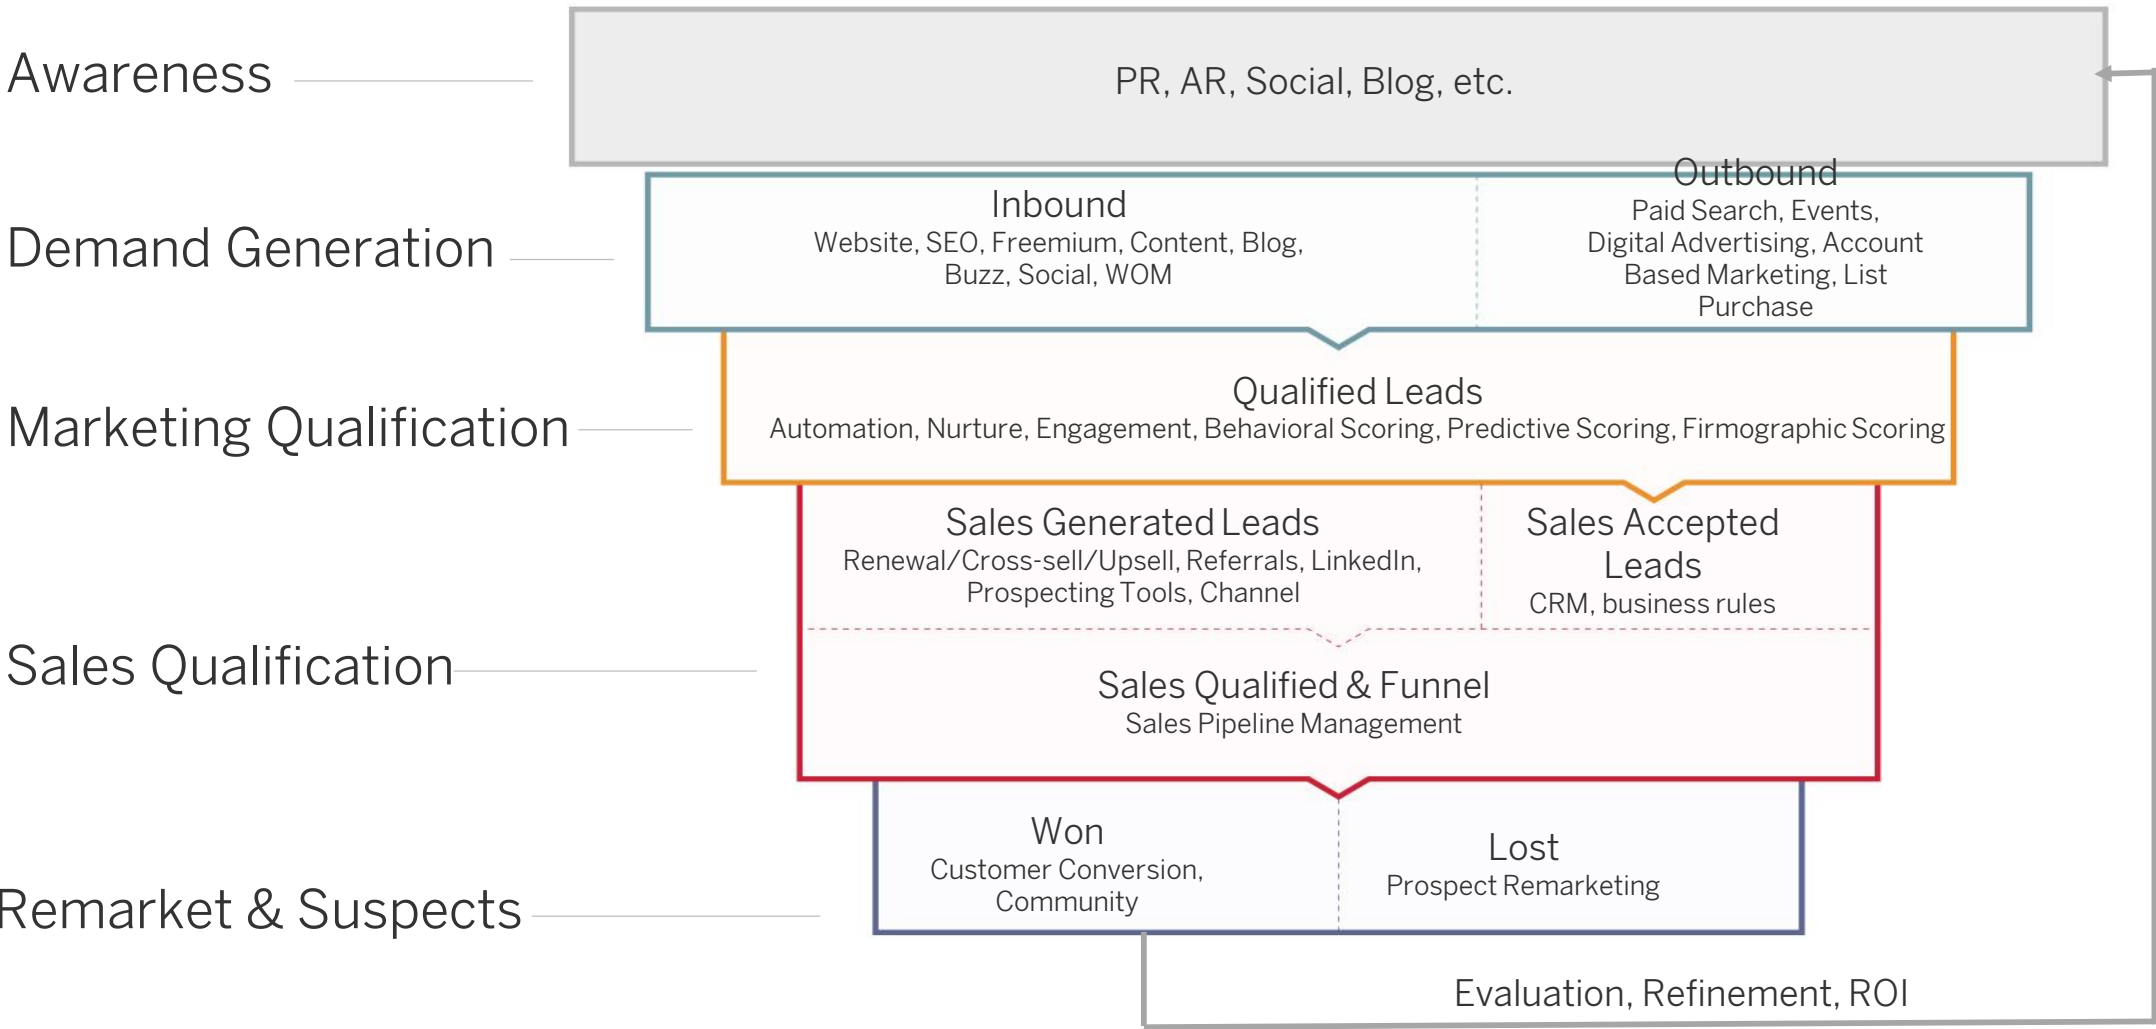 Awareness
PR, AR, Social, Blog, etc.
Demand Generation
Inbound
Website, SEO, Freemium, Content, Blog,
Buzz, Social, WOM
Outbound
Paid Search, Events,
Digital Advertising, Account
Based Marketing, List
Purchase
Marketing Qualification
Qualified Leads
Automation, Nurture, Engagement, Behavioral Scoring, Predictive Scoring, Firmographic Scoring
Sales Qualification
Sales Generated Leads
Renewal/Cross-sell/Upsell, Referrals, LinkedIn,
Prospecting Tools, Channel
Sales Accepted
Leads
CRM, business rules
Sales Qualified & Funnel
Sales Pipeline Management
Remarket & Suspects
Won
Customer Conversion,
Community
Lost
Prospect Remarketing
Evaluation, Refinement, ROI